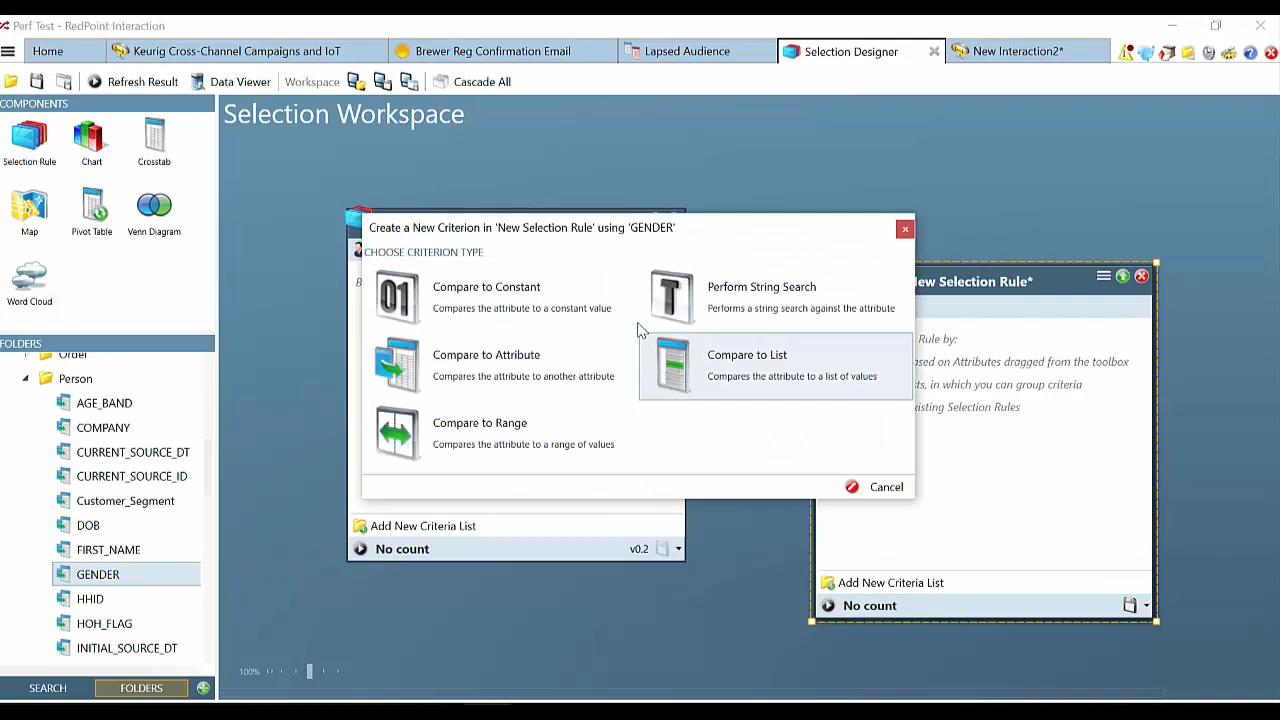 Perf Test - RedPoint Interaction
Home
Keurig Cross-Channel Campaigns and IoT
Brewer Reg Confirmation Email
Lapsed Audience
Selection Designer
New Interaction2*
Refresh Result
Data Viewer
Workspace
Cascade All
COMPONENTS
Selection Rule
Chart
Crosstab
Map
Pivot Table
Venn Diagram
Word Cloud
FOLDERS
Order
Person
AGE_BAND
COMPANY
CURRENT_SOURCE_DT
CURRENT_SOURCE_ID
Customer_Segment
DOB
FIRST_NAME
GENDER
HHID
HOH_FLAG
INITIAL_SOURCE_DT
SEARCH
FOLDERS
Selection Workspace
Create a New Criterion in 'New Selection Rule' using 'GENDER'
CHOOSE CRITERION TYPE
01
Compare to Constant
Compares the attribute to a constant value
T
Perform String Search
Performs a string search against the attribute
Compare to Attribute
Compares the attribute to another attribute
Compare to List
Compares the attribute to a list of values
Compare to Range
Compares the attribute to a range of values
Cancel
Add New Criteria List
No count
v0.2
New Selection Rule*
Rule by:
based on Attributes dragged from the toolbox
in which you can group criteria
existing Selection Rules
Add New Criteria List
No count
100%